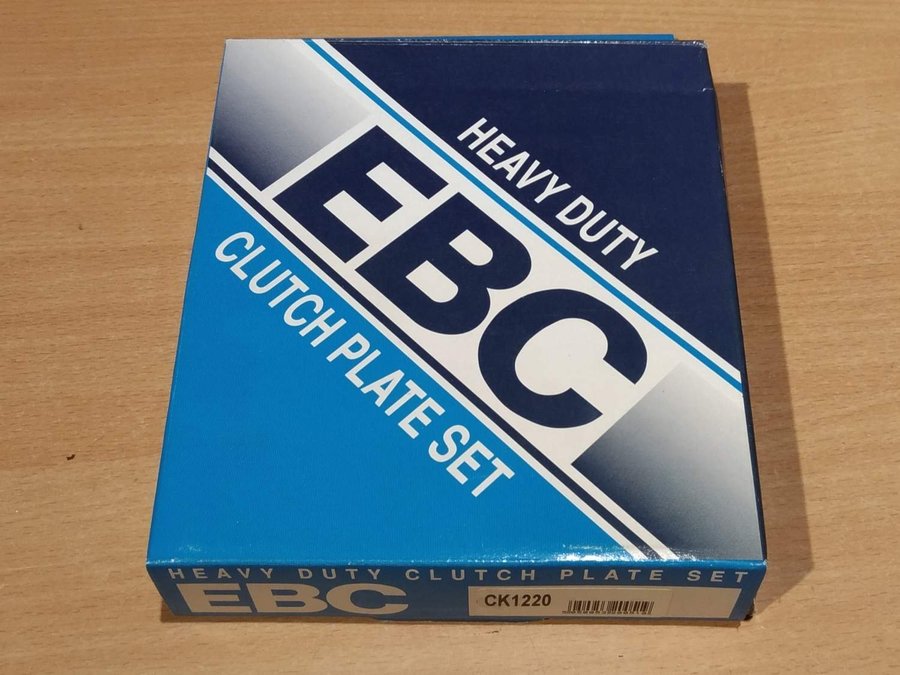 HEAVY DUTY
EBC
CLUTCH PLATE SET
HEAVY DUTY CLUTCH PLATE SET
EBC
CK1220